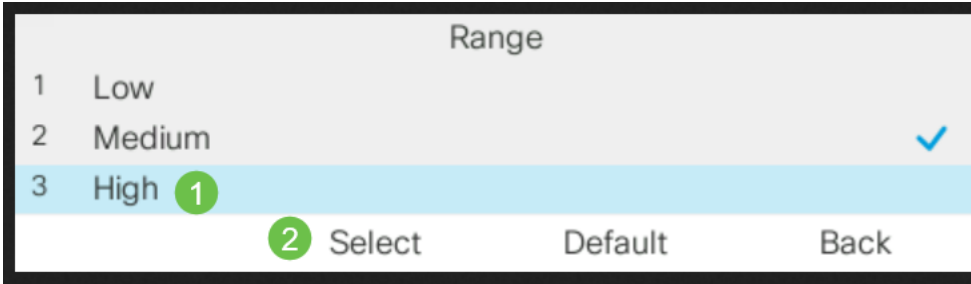 Range
1 Low
2 Medium
3 High 1
2 Select Default Back